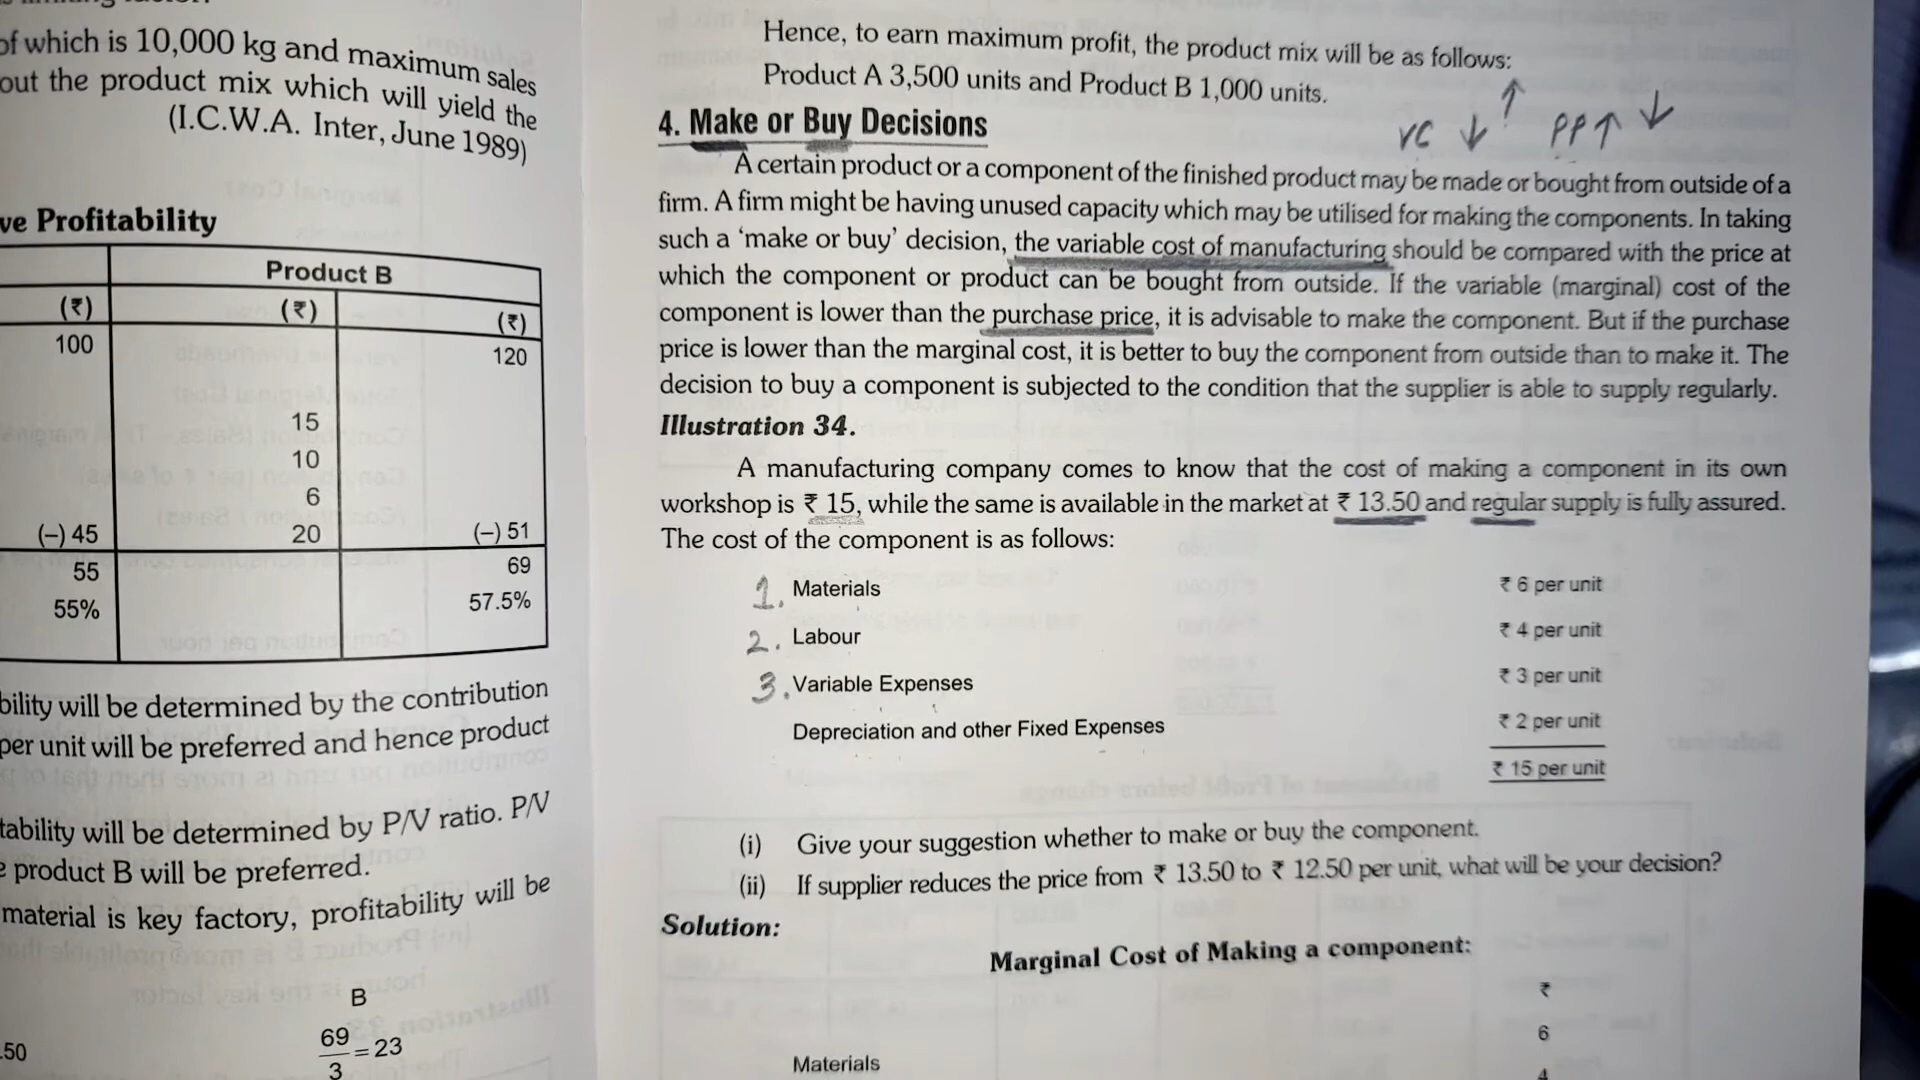 of which is 10,000 kg and maximum sales
out the product mix which will yield the
(I.C.W.A. Inter, June 1989)
ve Profitability
Product B
(₹) (₹) (₹)
100 120
15
10
6
(–) 45 20 (–) 51
55 69
55% 57.5%
bility will be determined by the contribution
per unit will be preferred and hence product
tability will be determined by P/V ratio. P/V
product B will be preferred.
material is key factory, profitability will be
B
69/3 = 23
.50
Hence, to earn maximum profit, the product mix will be as follows:
Product A 3,500 units and Product B 1,000 units.
VC ↓ ↑ PP↑ ↓
4. Make or Buy Decisions
A certain product or a component of the finished product may be made or bought from outside of a
firm. A firm might be having unused capacity which may be utilised for making the components. In taking
such a ‘make or buy’ decision, the variable cost of manufacturing should be compared with the price at
which the component or product can be bought from outside. If the variable (marginal) cost of the
component is lower than the purchase price, it is advisable to make the component. But if the purchase
price is lower than the marginal cost, it is better to buy the component from outside than to make it. The
decision to buy a component is subjected to the condition that the supplier is able to supply regularly.
Illustration 34.
A manufacturing company comes to know that the cost of making a component in its own
workshop is ₹ 15, while the same is available in the market at ₹ 13.50 and regular supply is fully assured.
The cost of the component is as follows:
1. Materials ₹ 6 per unit
2. Labour ₹ 4 per unit
3. Variable Expenses ₹ 3 per unit
Depreciation and other Fixed Expenses ₹ 2 per unit
₹ 15 per unit
(i) Give your suggestion whether to make or buy the component.
(ii) If supplier reduces the price from ₹ 13.50 to ₹ 12.50 per unit, what will be your decision?
Solution:
Marginal Cost of Making a component:
₹
Materials 6
4